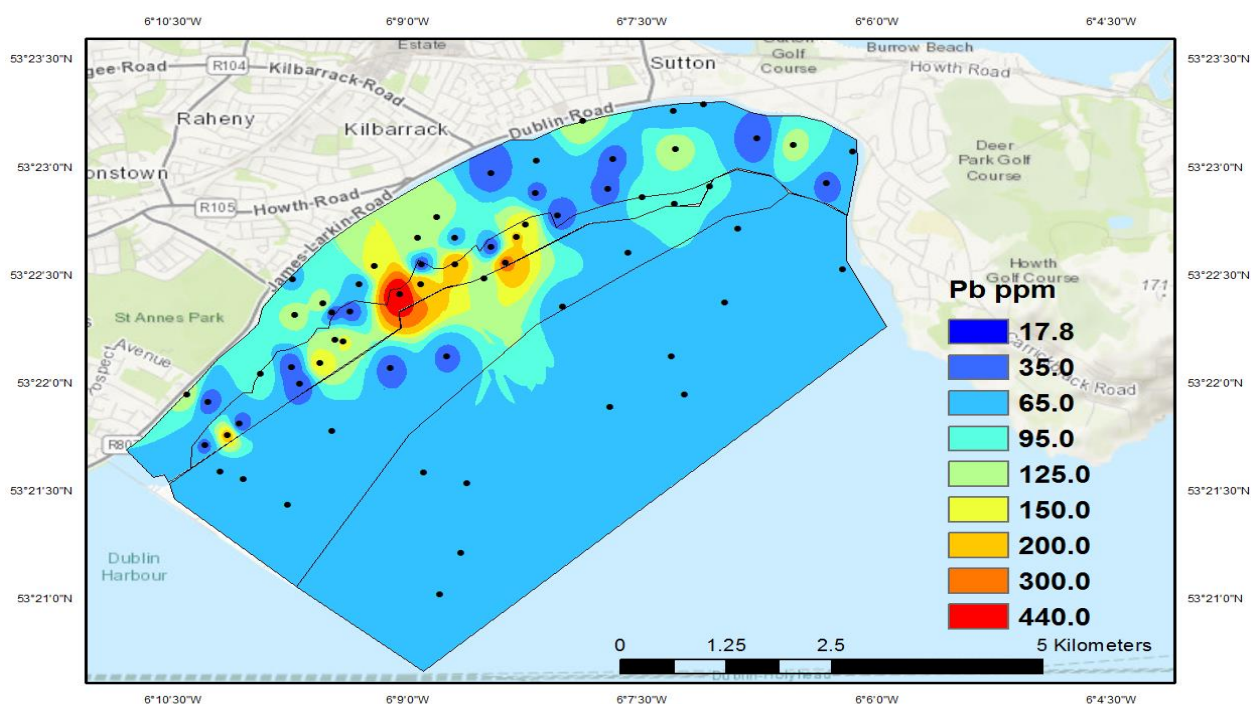 6°10'30"W 6°9'0"W 6°7'30"W 6°6'0"W 6°4'30"W
Estate
Golf
Course
Burrow Beach
53°23'30"N
Sutton
Howth Road
53°23'30"N
gee-Road
R104
Kilbarrack-Road
Raheny
Kilbarrack
Dublin-Road
Deer
Park Golf
Course
53°23'0"N
onstown
53°23'0"N
R105
Howth-Road
James-Larkin-Road
53°22'30"N
Howth
Golf Course
171
53°22'30"N
St Annes Park
Pb ppm
17.8
Avenue
35.0
53°22'0"N
65.0
Road
53°22'0"N
95.0
R807
125.0
53°21'30"N
150.0
53°21'30"N
Dublin
Harbour
200.0
300.0
53°21'0"N
440.0
53°21'0"N
0 1.25 2.5 5 Kilometers
6°10'30"W 6°9'0"W 6°7'30"W 6°6'0"W 6°4'30"W